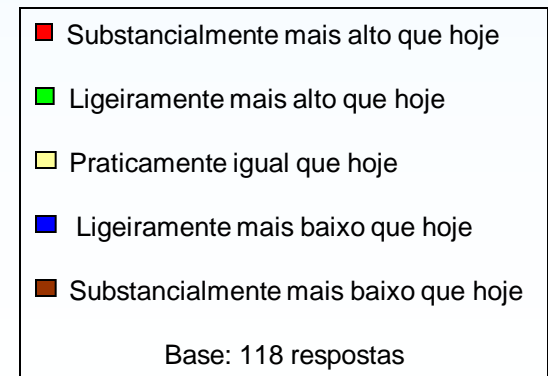 Substancialmente mais alto que hoje
Ligeiramente mais alto que hoje
Praticamente igual que hoje
Ligeiramente mais baixo que hoje
Substancialmente mais baixo que hoje
Base: 118 respostas